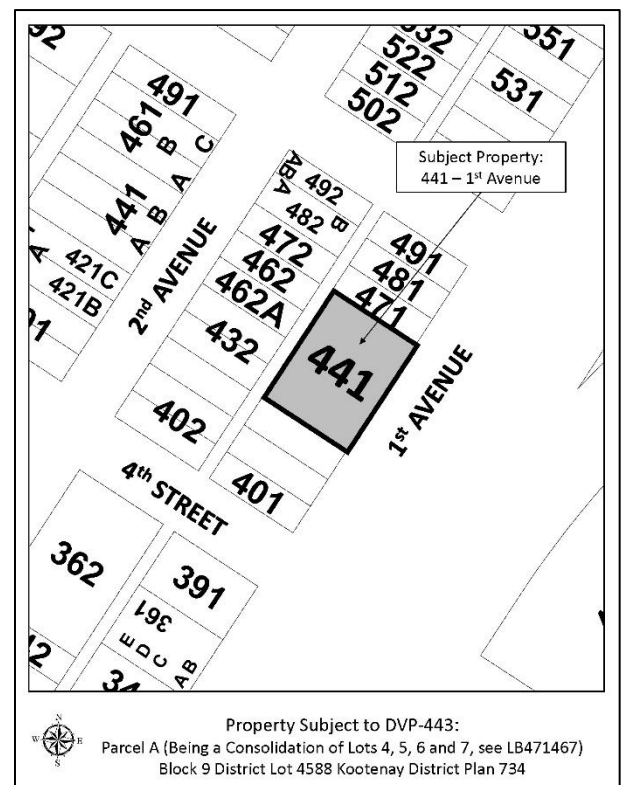 92
491
461
B
C
441
A
B
A
A
421C
421B
91
2nd AVENUE
532
522
512
502
551
531
Subject Property:
441 – 1st Avenue
AB
A
492
482
B
472
462
462A
432
402
491
481
471
441
1st AVENUE
401
4th STREET
362
391
361
E
D
C
AB
34
42
N
W
E
S
Property Subject to DVP-443:
Parcel A (Being a Consolidation of Lots 4, 5, 6 and 7, see LB471467)
Block 9 District Lot 4588 Kootenay District Plan 734